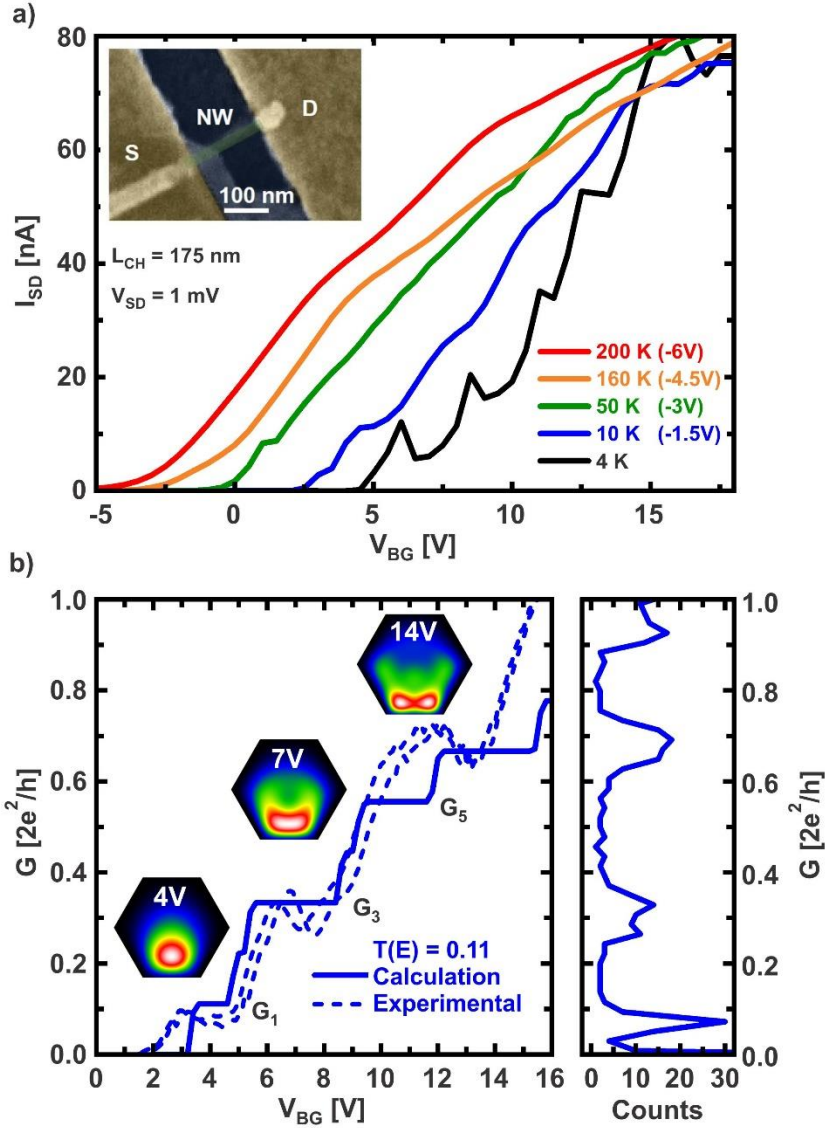 a)
80
60
40
20
0
I_SD [nA]
S
NW
D
100 nm
L_CH = 175 nm
V_SD = 1 mV
200 K (-6V)
160 K (-4.5V)
50 K (-3V)
10 K (-1.5V)
4 K
-5 0 5 10 15
V_BG [V]
b)
1.0
0.8
0.6
0.4
0.2
0.0
G [2e²/h]
14V
7V
4V
G₅
G₃
G₁
T(E) = 0.11
Calculation
Experimental
0 2 4 6 8 10 12 14 16
V_BG [V]
1.0
0.8
0.6
0.4
0.2
0.0
G [2e²/h]
0 10 20 30
Counts